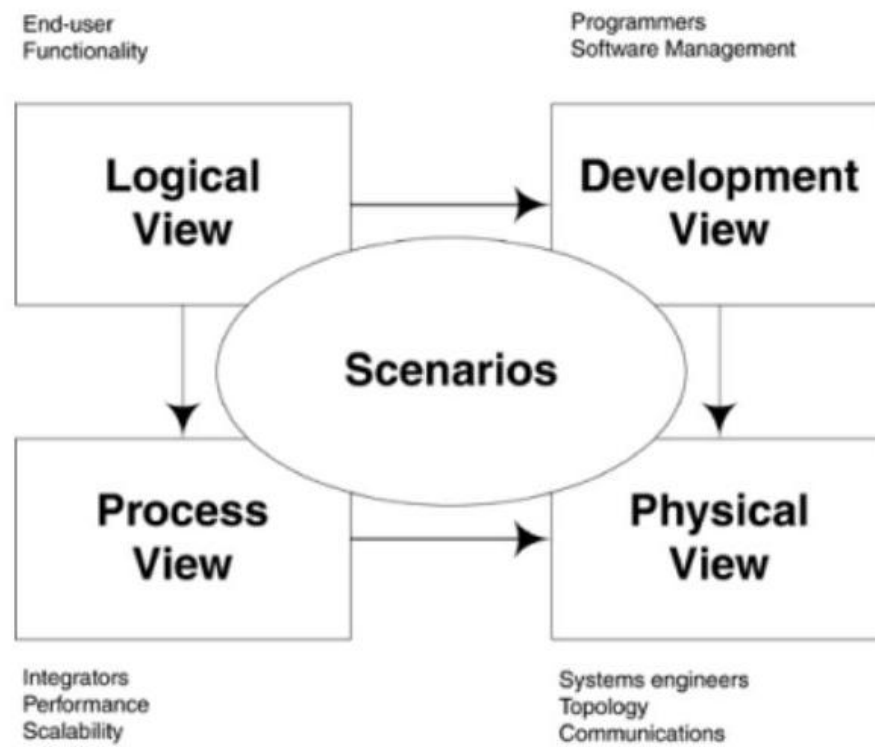 End-user
Functionality
Programmers
Software Management
Logical
View
Development
View
Scenarios
Process
View
Physical
View
Integrators
Performance
Scalability
Systems engineers
Topology
Communications